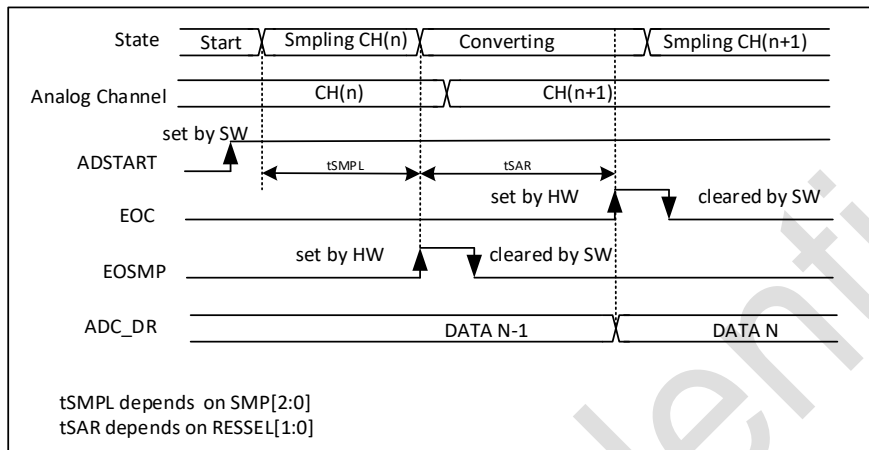 State Start Smpling CH(n) Converting Smpling CH(n+1)
Analog Channel CH(n) CH(n+1)
set by SW
ADSTART tSMPL tSAR
set by HW cleared by SW
EOC
set by HW cleared by SW
EOSMP
ADC_DR DATA N-1 DATA N
tSMPL depends on SMP[2:0]
tSAR depends on RESSEL[1:0]